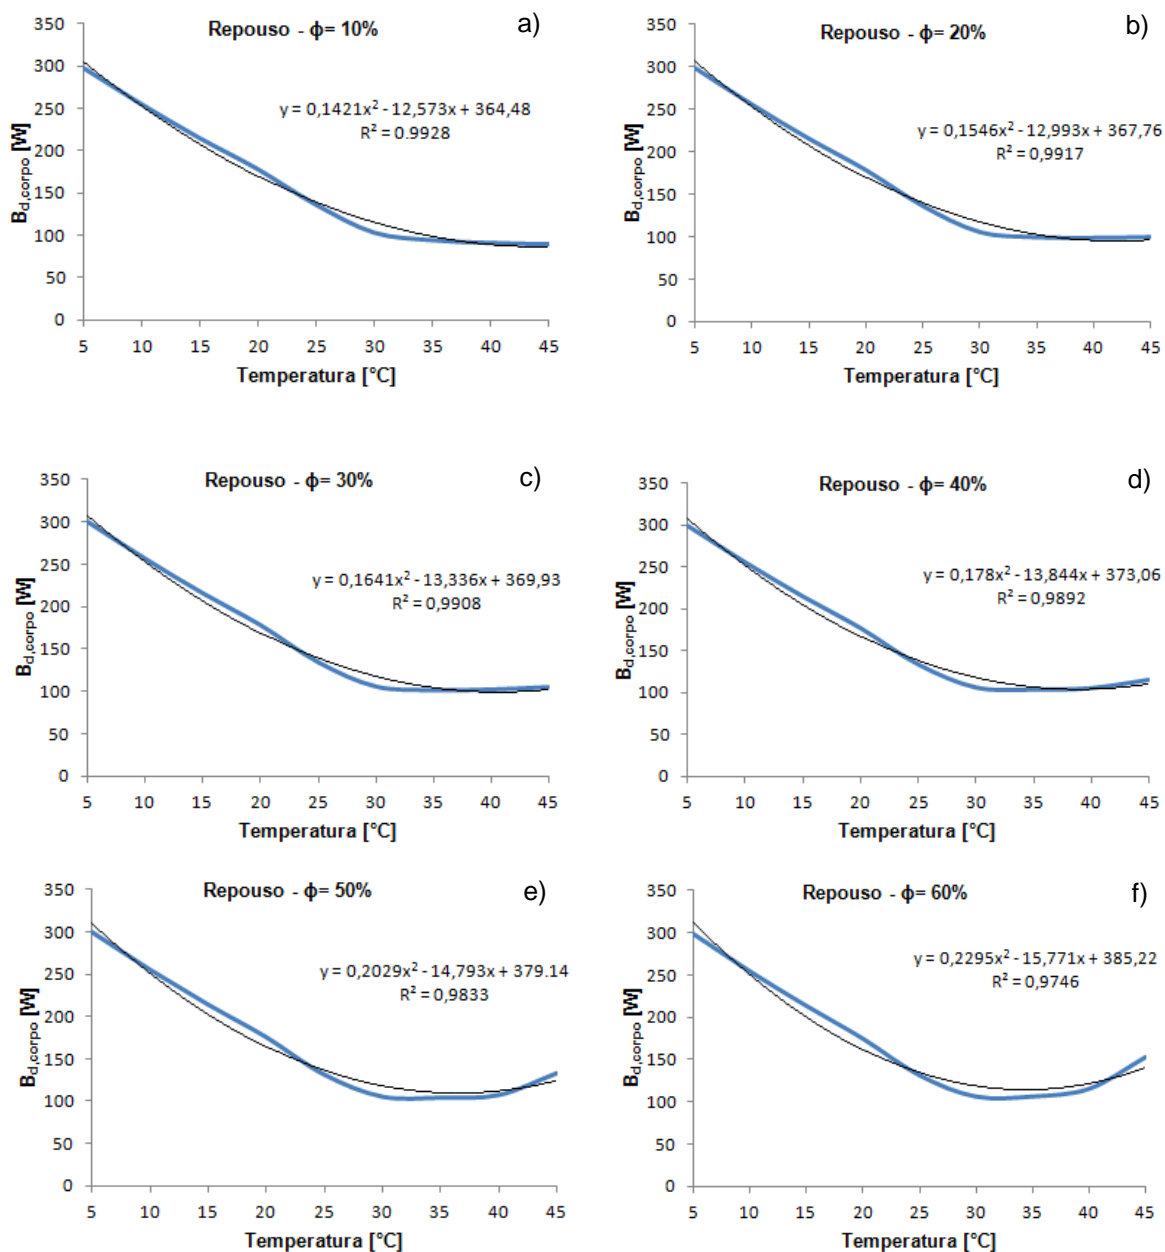 a)
Repouso - ϕ= 10%
y = 0,1421x² - 12,573x + 364,48
R² = 0.9928
B_d,corpo [W]
350
300
250
200
150
100
50
0
5 10 15 20 25 30 35 40 45
Temperatura [°C]
b)
Repouso - ϕ= 20%
y = 0,1546x² - 12,993x + 367,76
R² = 0,9917
B_d,corpo [W]
350
300
250
200
150
100
50
0
5 10 15 20 25 30 35 40 45
Temperatura [°C]
c)
Repouso - ϕ= 30%
y = 0,1641x² - 13,336x + 369,93
R² = 0,9908
B_d,corpo [W]
350
300
250
200
150
100
50
0
5 10 15 20 25 30 35 40 45
Temperatura [°C]
d)
Repouso - ϕ= 40%
y = 0,178x² - 13,844x + 373,06
R² = 0,9892
B_d,corpo [W]
350
300
250
200
150
100
50
0
5 10 15 20 25 30 35 40 45
Temperatura [°C]
e)
Repouso - ϕ= 50%
y = 0,2029x² - 14,793x + 379.14
R² = 0,9833
B_d,corpo [W]
350
300
250
200
150
100
50
0
5 10 15 20 25 30 35 40 45
Temperatura [°C]
f)
Repouso - ϕ= 60%
y = 0,2295x² - 15,771x + 385,22
R² = 0,9746
B_d,corpo [W]
350
300
250
200
150
100
50
0
5 10 15 20 25 30 35 40 45
Temperatura [°C]